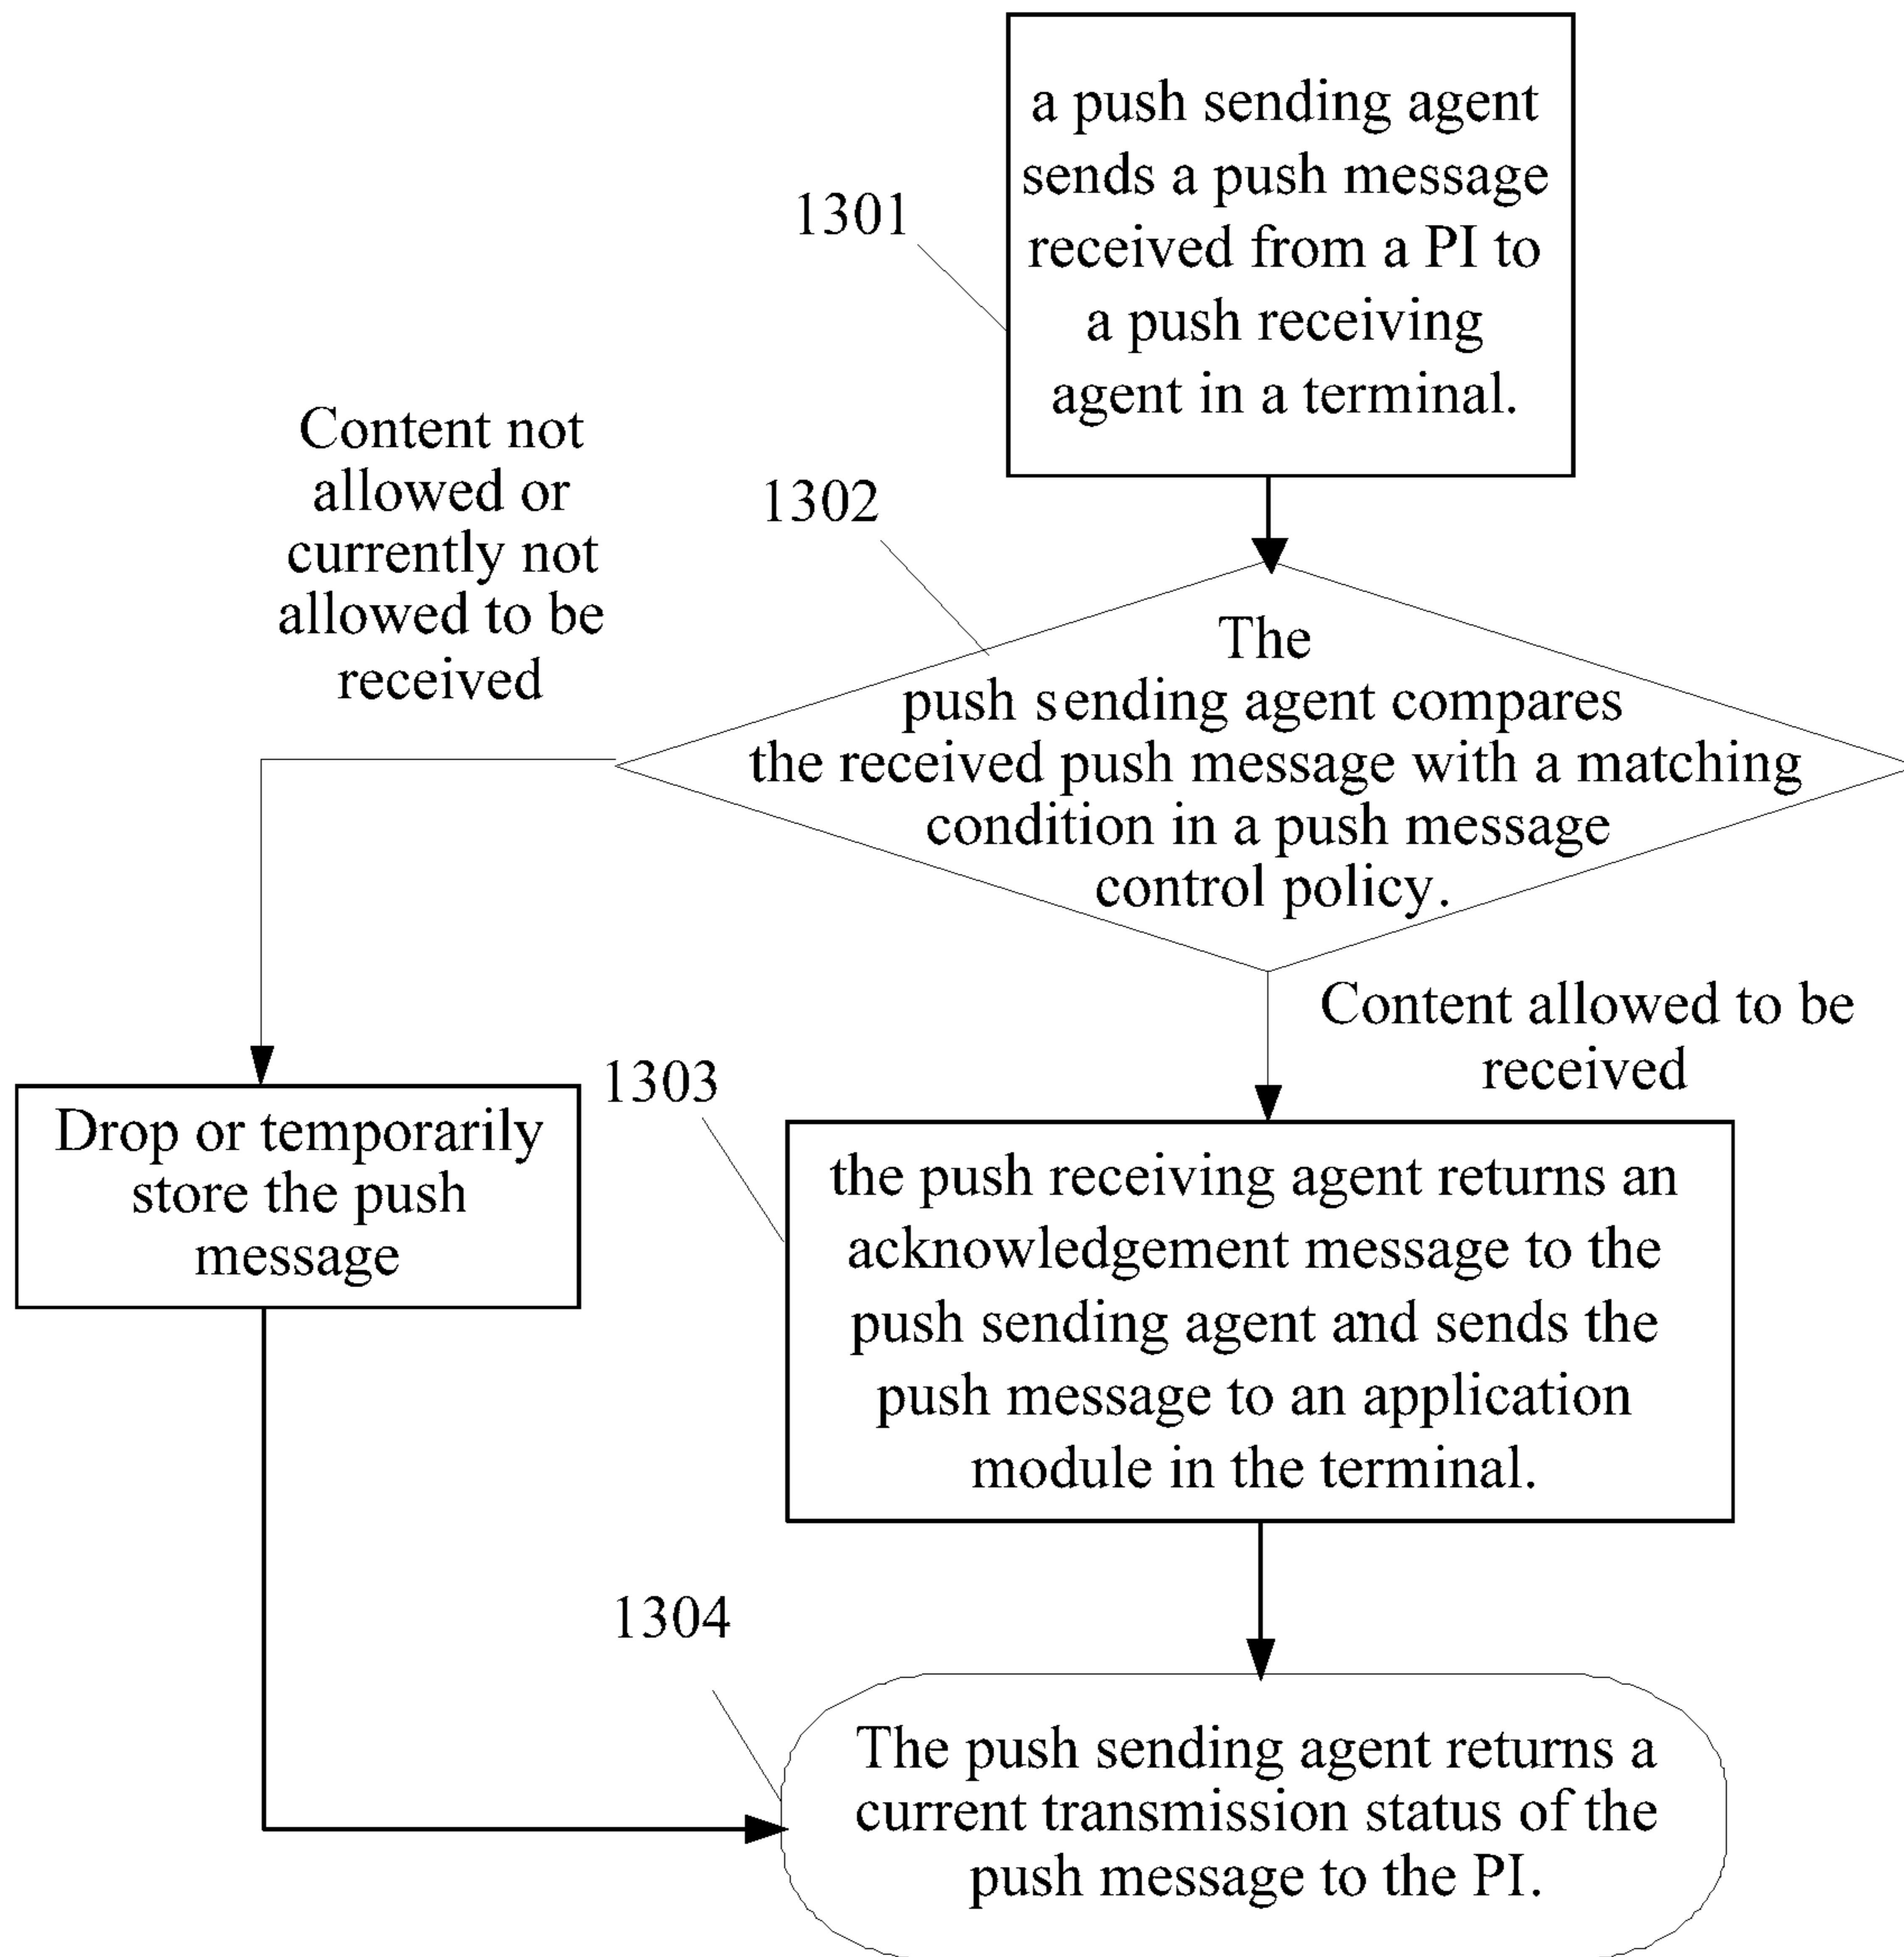 a push sending agent
sends a push message
received from a PI to
a push receiving
agent in a terminal.
1301
Content not
allowed or
currently not
allowed to be
received
1302
The
push sending agent compares
the received push message with a matching
condition in a push message
control policy.
Content allowed to be
received
Drop or temporarily
store the push
message
1303
the push receiving agent returns an
acknowledgement message to the
push sending agent and sends the
push message to an application
module in the terminal.
1304
The push sending agent returns a
current transmission status of the
push message to the PI.